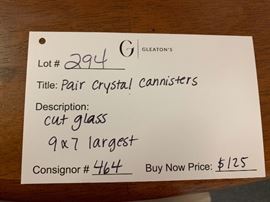 Lot # 294
G | GLEATON'S
Title: Pair Crystal Cannisters
Description:
Cut glass
9x7 largest
Consignor # 464 Buy Now Price: $125